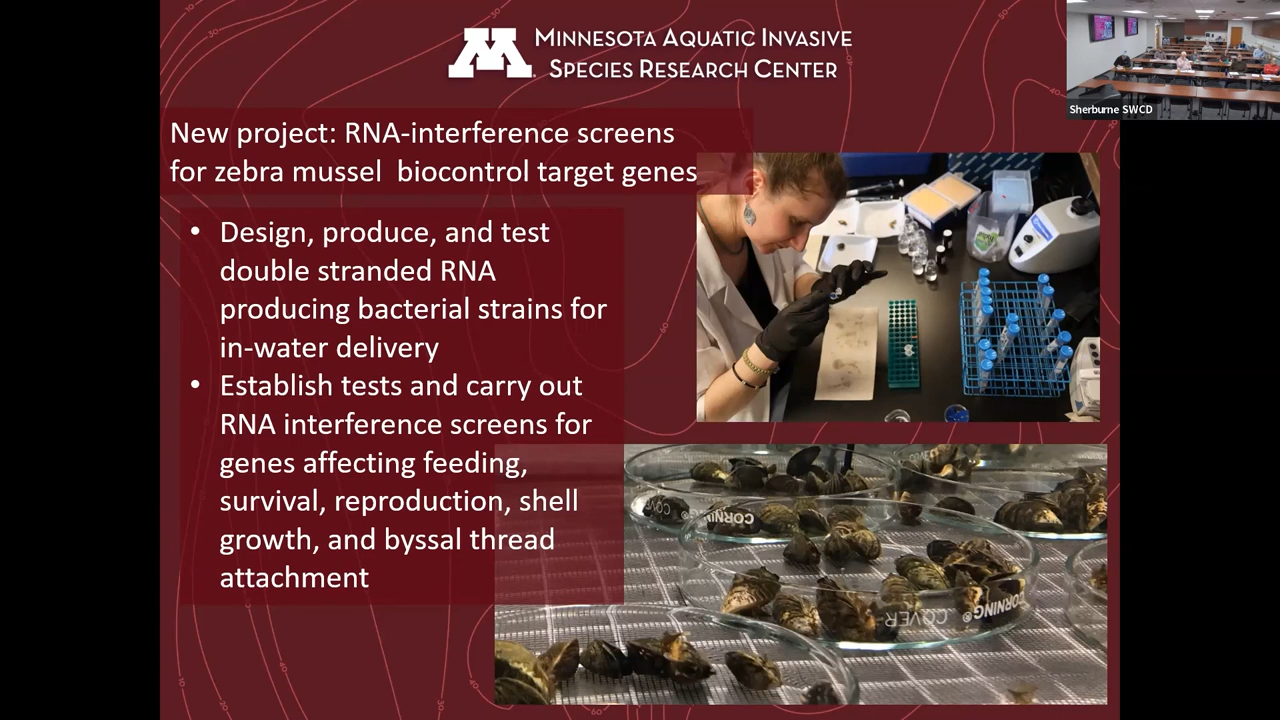 MINNESOTA AQUATIC INVASIVE
SPECIES RESEARCH CENTER
Sherburne SWCD
New project: RNA-interference screens
for zebra mussel  biocontrol target genes
• Design, produce, and test
double stranded RNA
producing bacterial strains for
in-water delivery
• Establish tests and carry out
RNA interference screens for
genes affecting feeding,
survival, reproduction, shell
growth, and byssal thread
attachment
COVER
CORNING®
COVER
CORNING®